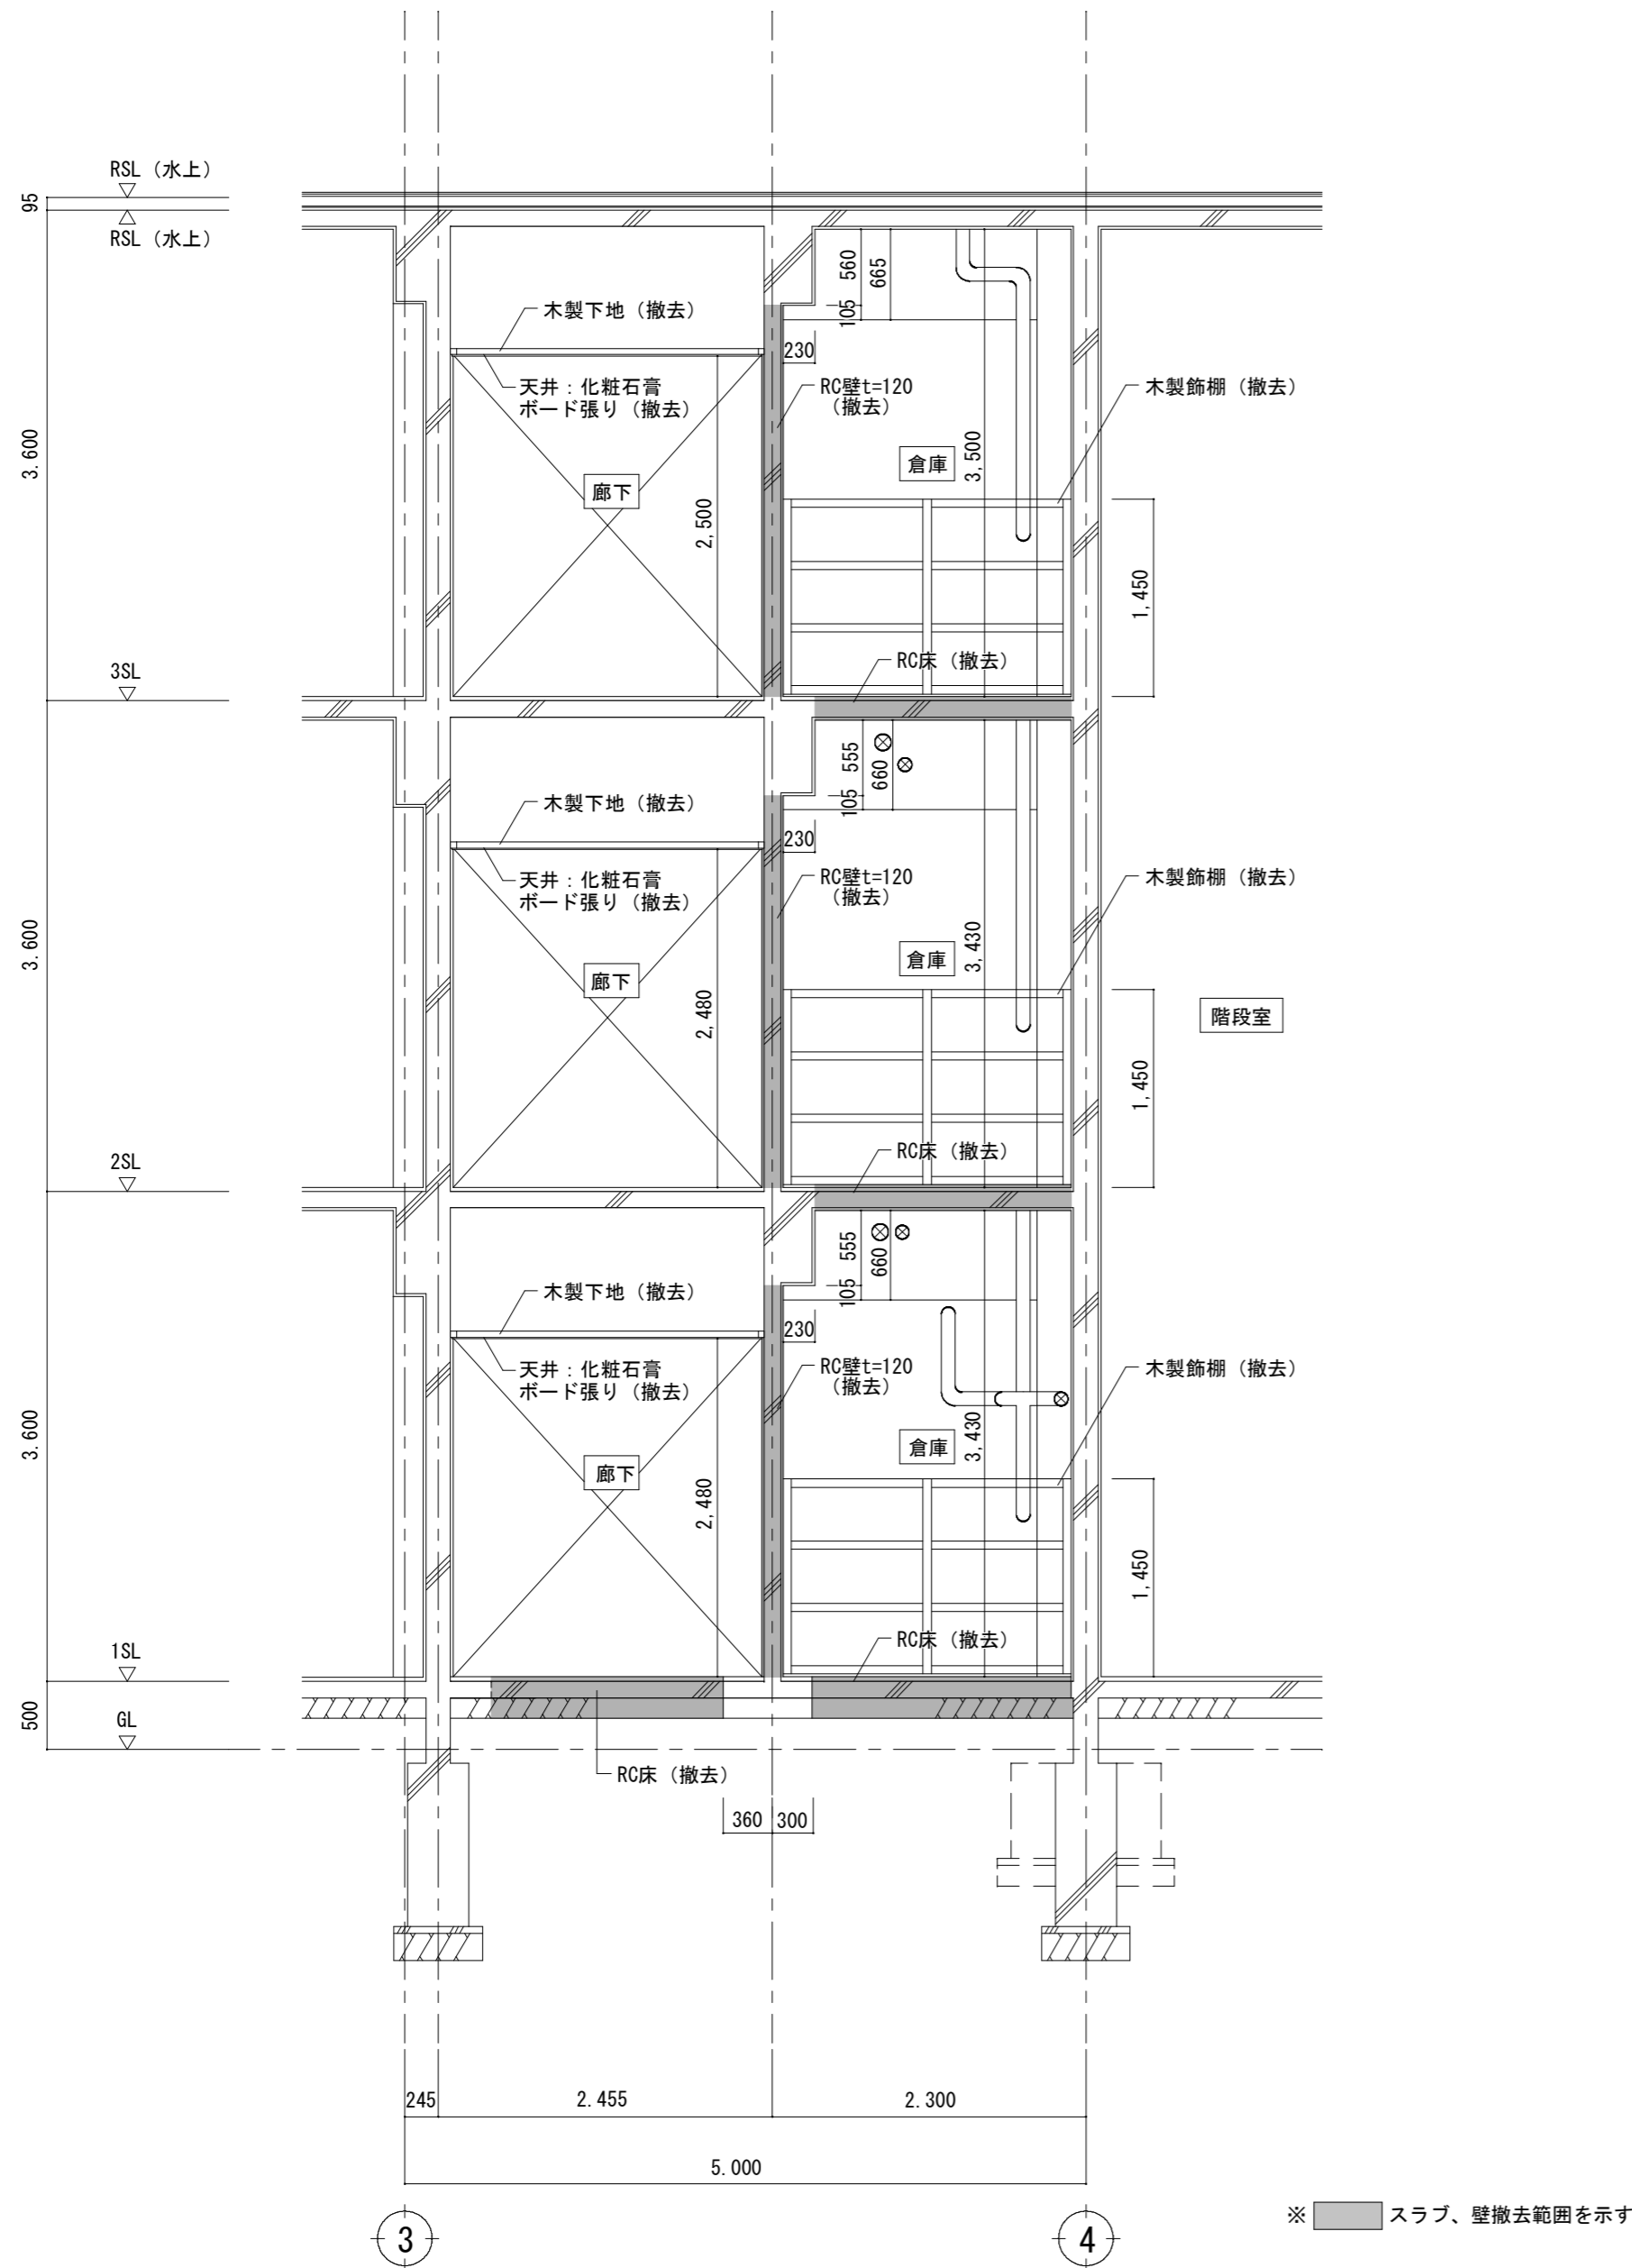 RSL（水上）
95
RSL（水上）
560
665
105
木製下地（撤去）
230
天井：化粧石膏
ボード張り（撤去）
RC壁t=120
（撤去）
木製飾棚（撤去）
3.600
倉庫
3,500
廊下
2,500
1,450
RC床（撤去）
3SL
555
660
105
木製下地（撤去）
230
天井：化粧石膏
ボード張り（撤去）
RC壁t=120
（撤去）
木製飾棚（撤去）
3.600
倉庫
3,430
廊下
2,480
階段室
1,450
RC床（撤去）
2SL
555
660
105
木製下地（撤去）
230
天井：化粧石膏
ボード張り（撤去）
RC壁t=120
（撤去）
木製飾棚（撤去）
3.600
倉庫
3,430
廊下
2,480
1,450
RC床（撤去）
1SL
500
GL
RC床（撤去）
360
300
245
2.455
2.300
5.000
3
4
※ スラブ、壁撤去範囲を示す